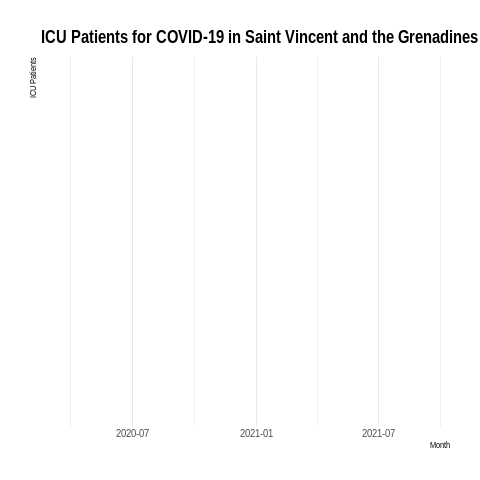 ICU Patients for COVID-19 in Saint Vincent and the Grenadines
ICU Patients
2020-07
2021-01
2021-07
Month